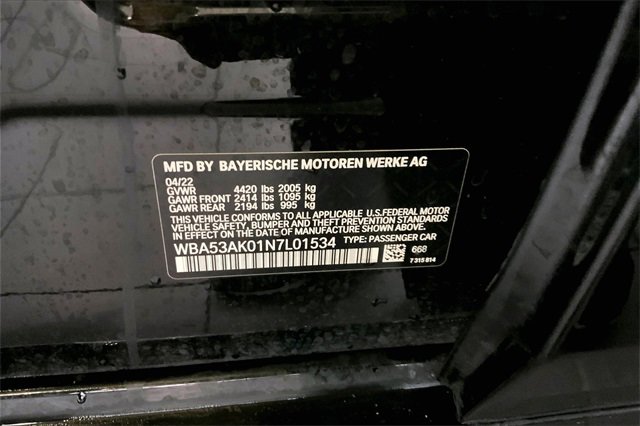 MFD BY BAYERISCHE MOTOREN WERKE AG
04/22
GVWR 4420 lbs 2005 kg
GAWR FRONT 2414 lbs 1095 kg
GAWR REAR 2194 lbs 995 kg
THIS VEHICLE CONFORMS TO ALL APPLICABLE U.S.FEDERAL MOTOR
VEHICLE SAFETY, BUMPER AND THEFT PREVENTION STANDARDS
IN EFFECT ON THE DATE OF MANUFACTURE SHOWN ABOVE.
WBA53AK01N7L01534 TYPE: PASSENGER CAR
668
7 315 814